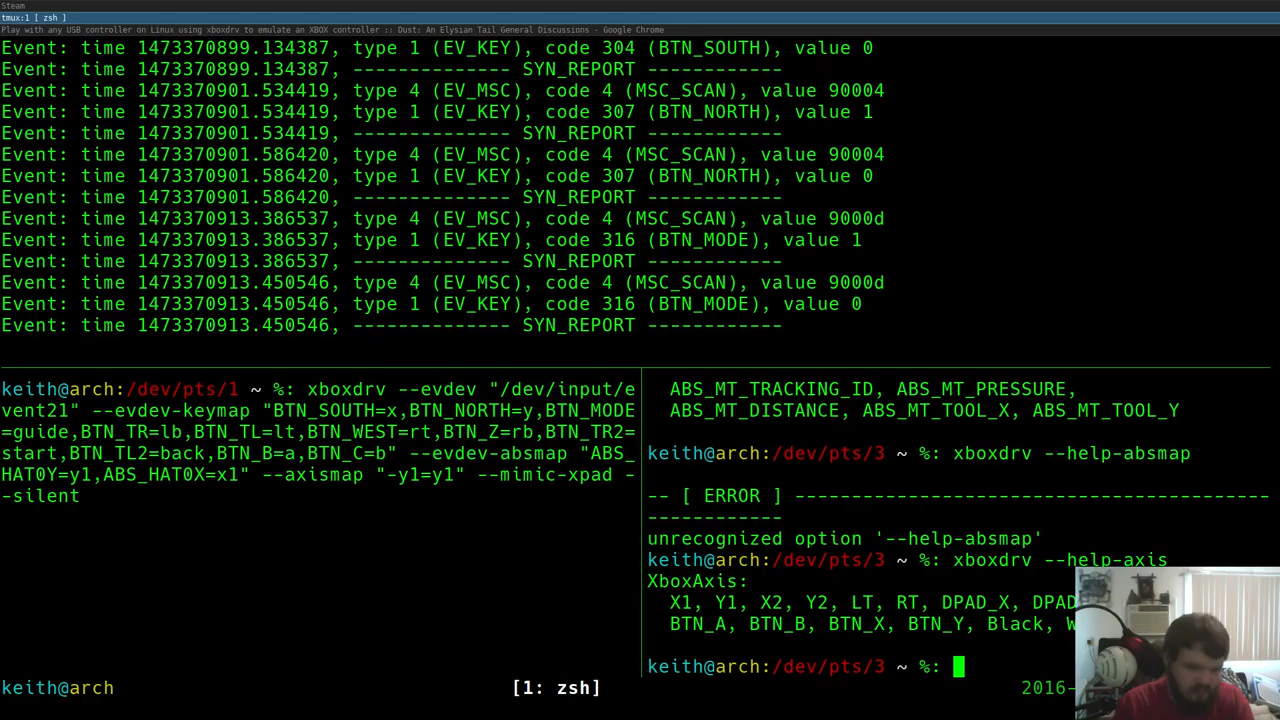 Steam
tmux:1 [ zsh ]
Play with any USB controller on Linux using xboxdrv to emulate an XBOX controller :: Dust: An Elysian Tail General Discussions - Google Chrome
Event: time 1473370899.134387, type 1 (EV_KEY), code 304 (BTN_SOUTH), value 0
Event: time 1473370899.134387, -------------- SYN_REPORT ------------
Event: time 1473370901.534419, type 4 (EV_MSC), code 4 (MSC_SCAN), value 90004
Event: time 1473370901.534419, type 1 (EV_KEY), code 307 (BTN_NORTH), value 1
Event: time 1473370901.534419, -------------- SYN_REPORT ------------
Event: time 1473370901.586420, type 4 (EV_MSC), code 4 (MSC_SCAN), value 90004
Event: time 1473370901.586420, type 1 (EV_KEY), code 307 (BTN_NORTH), value 0
Event: time 1473370901.586420, -------------- SYN_REPORT ------------
Event: time 1473370913.386537, type 4 (EV_MSC), code 4 (MSC_SCAN), value 9000d
Event: time 1473370913.386537, type 1 (EV_KEY), code 316 (BTN_MODE), value 1
Event: time 1473370913.386537, -------------- SYN_REPORT ------------
Event: time 1473370913.450546, type 4 (EV_MSC), code 4 (MSC_SCAN), value 9000d
Event: time 1473370913.450546, type 1 (EV_KEY), code 316 (BTN_MODE), value 0
Event: time 1473370913.450546, -------------- SYN_REPORT ------------
keith@arch:/dev/pts/1 ~ %: xboxdrv --evdev "/dev/input/e
vent21" --evdev-keymap "BTN_SOUTH=x,BTN_NORTH=y,BTN_MODE
=guide,BTN_TR=lb,BTN_TL=lt,BTN_WEST=rt,BTN_Z=rb,BTN_TR2=
start,BTN_TL2=back,BTN_B=a,BTN_C=b" --evdev-absmap "ABS_
HAT0Y=y1,ABS_HAT0X=x1" --axismap "-y1=y1" --mimic-xpad -
-silent
ABS_MT_TRACKING_ID, ABS_MT_PRESSURE,
ABS_MT_DISTANCE, ABS_MT_TOOL_X, ABS_MT_TOOL_Y
keith@arch:/dev/pts/3 ~ %: xboxdrv --help-absmap
-- [ ERROR ] ------------------------------------------
------------
unrecognized option '--help-absmap'
keith@arch:/dev/pts/3 ~ %: xboxdrv --help-axis
XboxAxis:
X1, Y1, X2, Y2, LT, RT, DPAD_X, DPAD
BTN_A, BTN_B, BTN_X, BTN_Y, Black, W
keith@arch:/dev/pts/3 ~ %:
keith@arch
[1: zsh]
2016-